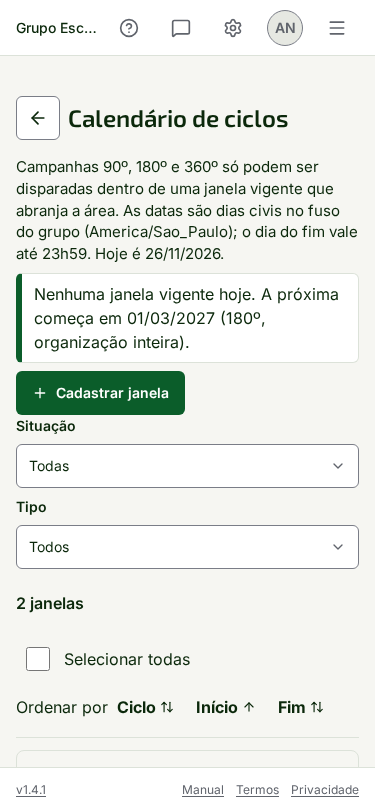 Grupo Esc...
AN
Calendário de ciclos
Campanhas 90º, 180º e 360º só podem ser
disparadas dentro de uma janela vigente que
abranja a área. As datas são dias civis no fuso
do grupo (America/Sao_Paulo); o dia do fim vale
até 23h59. Hoje é 26/11/2026.
Nenhuma janela vigente hoje. A próxima
começa em 01/03/2027 (180º,
organização inteira).
Cadastrar janela
Situação
Todas
Tipo
Todos
2 janelas
Selecionar todas
Ordenar por Ciclo Início Fim
v1.4.1 Manual Termos Privacidade